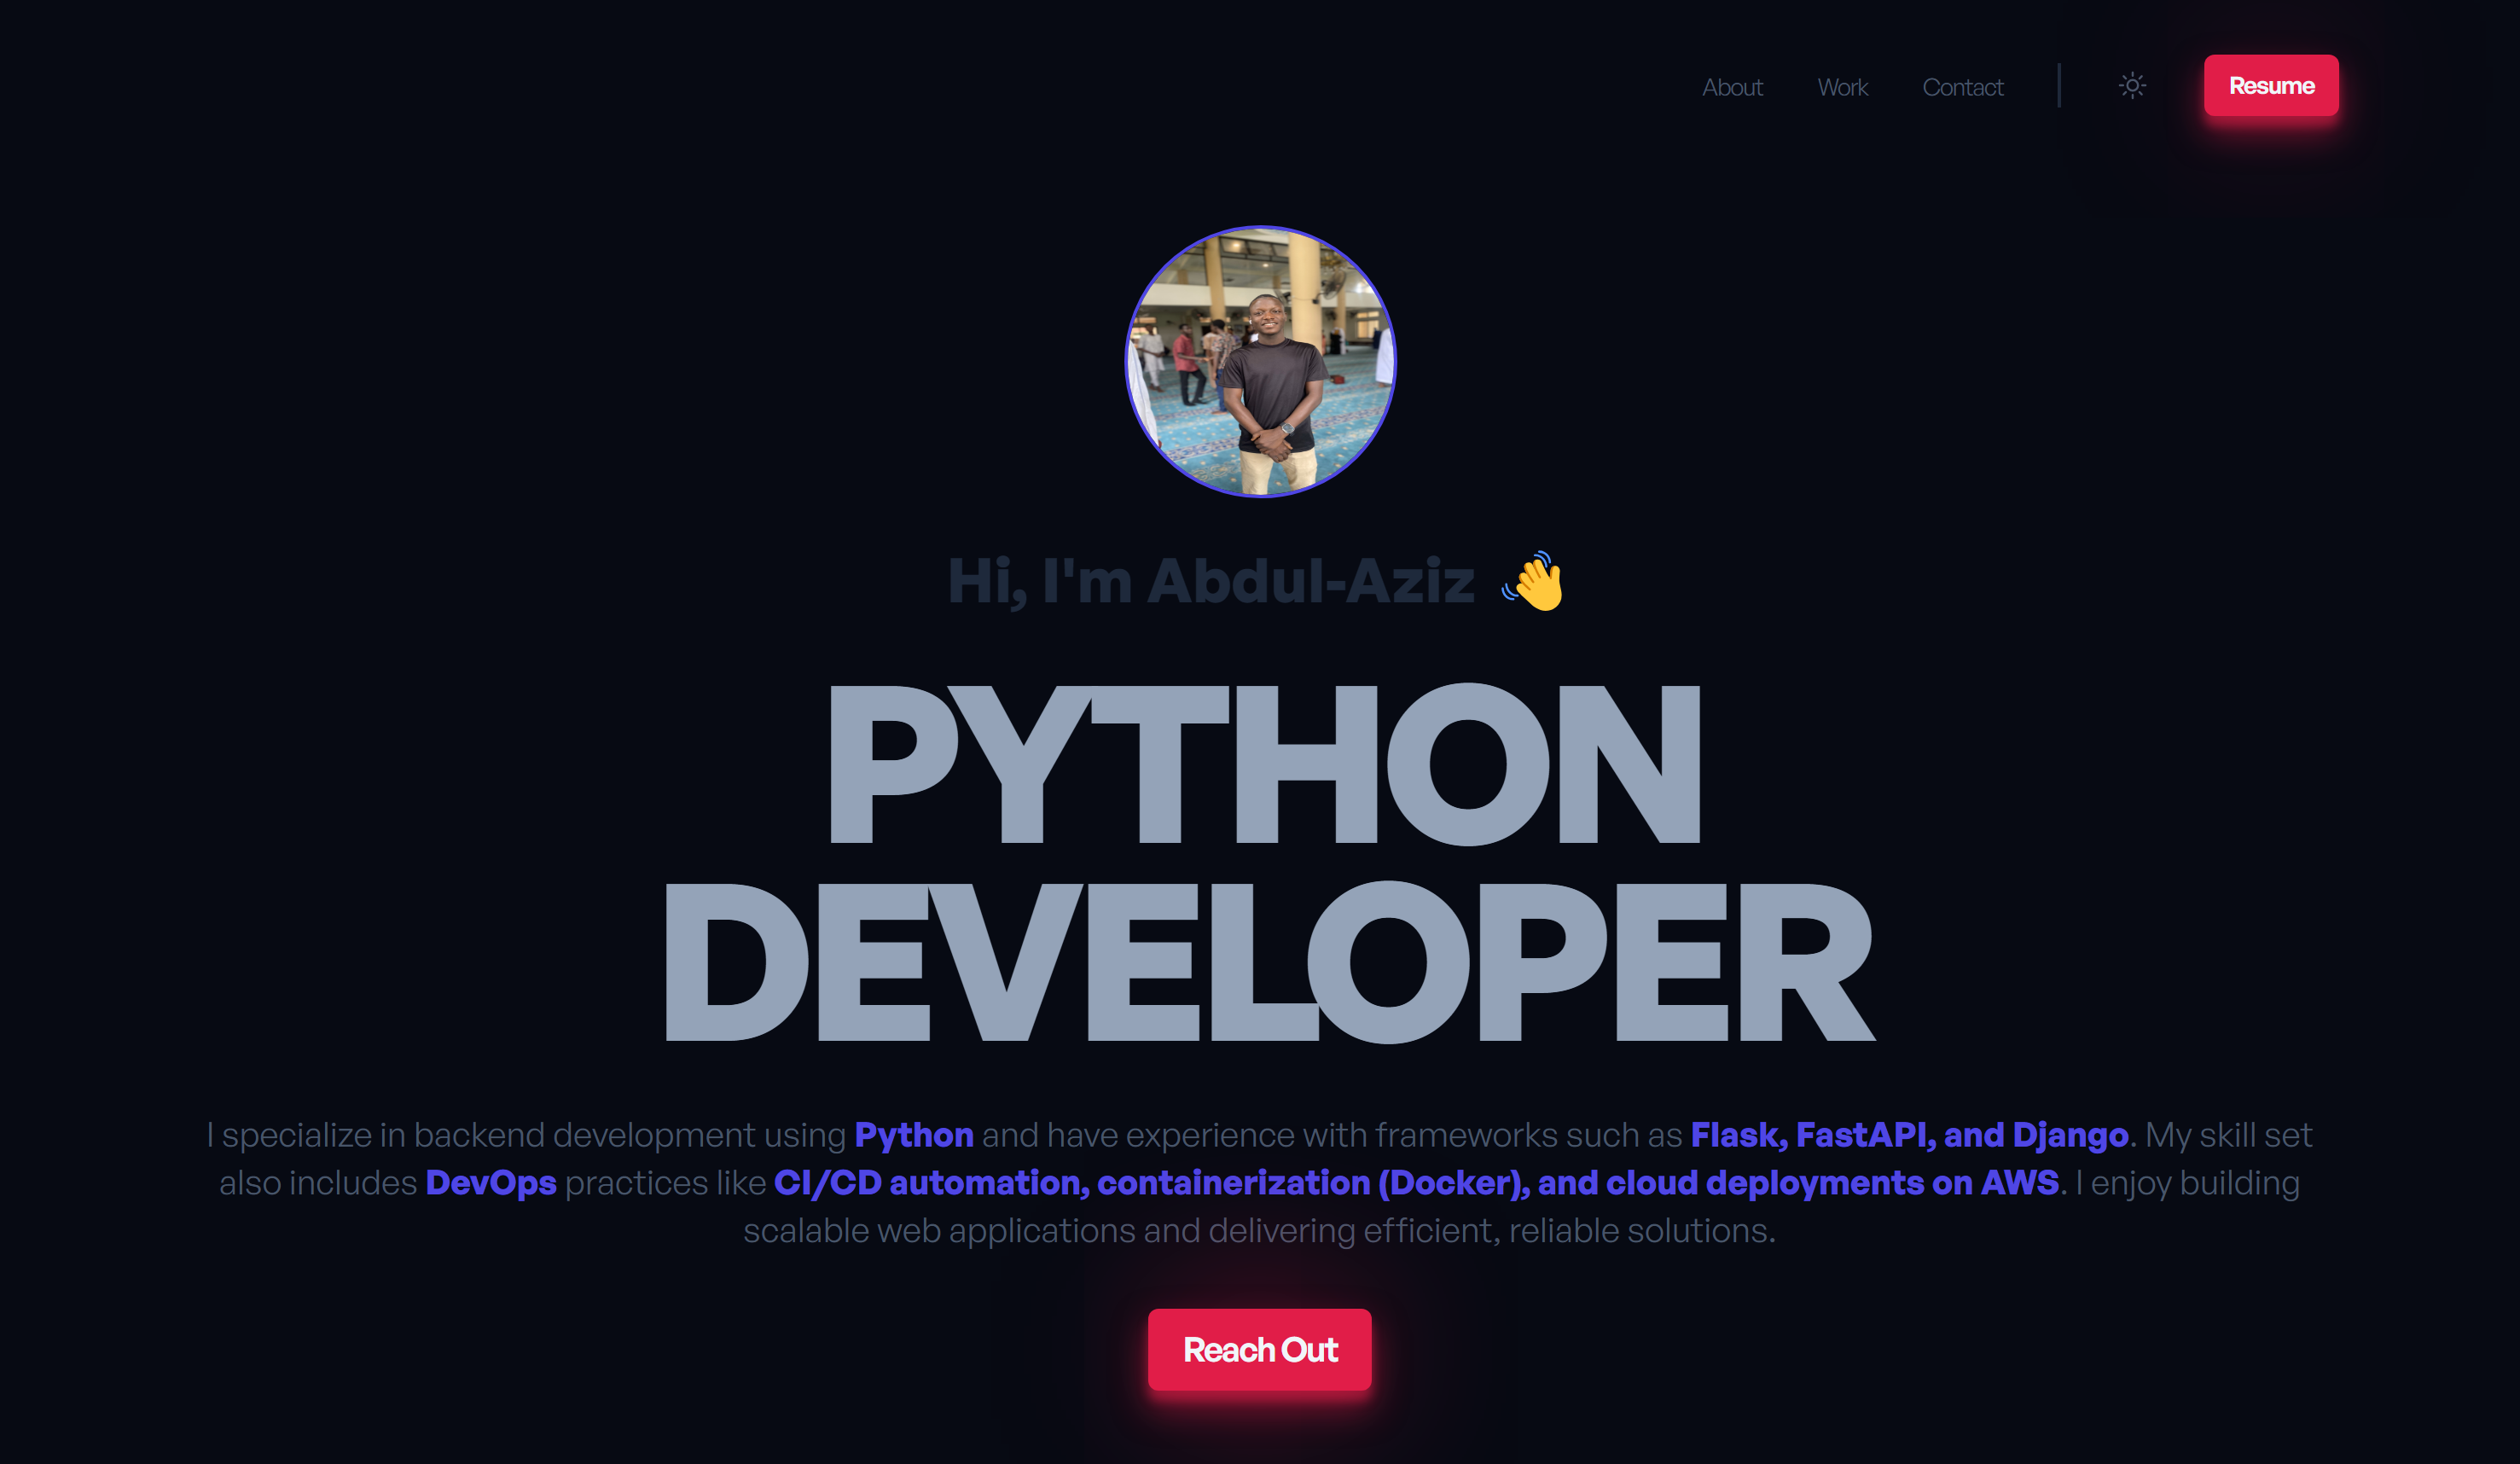 About Work Contact Resume
Hi, I'm Abdul-Aziz 👋
PYTHON
DEVELOPER
I specialize in backend development using Python and have experience with frameworks such as Flask, FastAPI, and Django. My skill set
also includes DevOps practices like CI/CD automation, containerization (Docker), and cloud deployments on AWS. I enjoy building
scalable web applications and delivering efficient, reliable solutions.
Reach Out